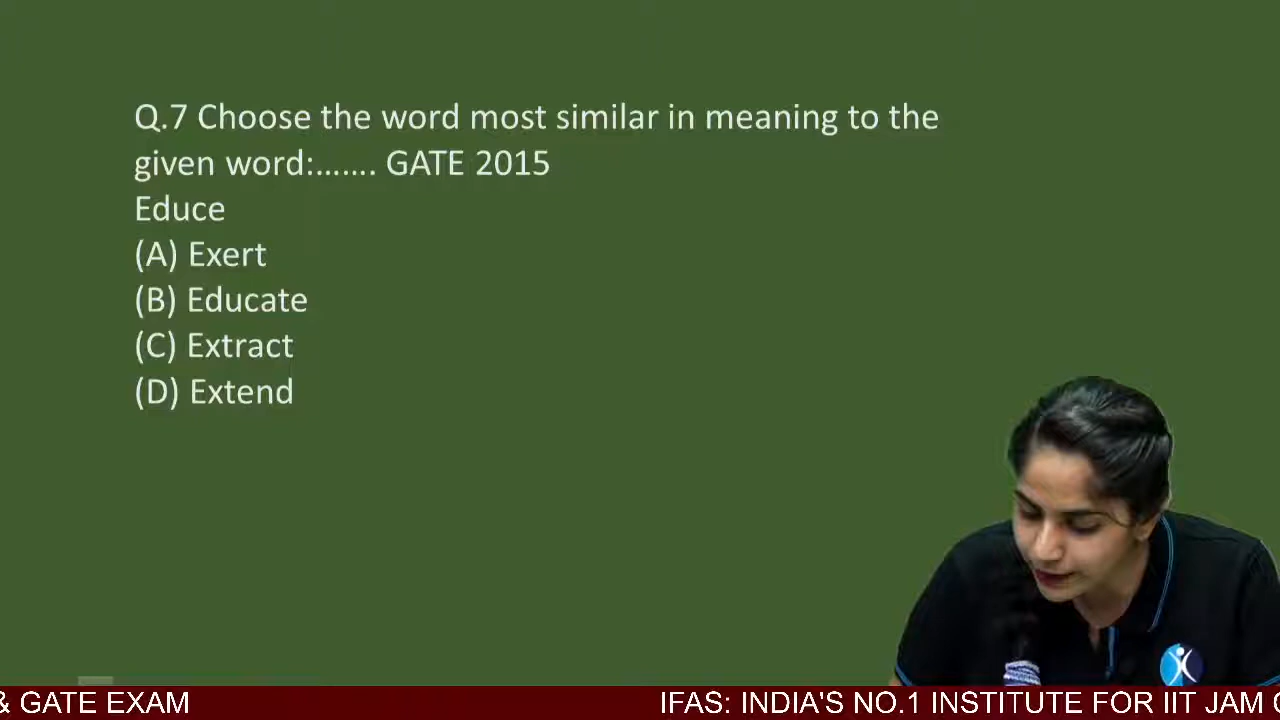 Q.7 Choose the word most similar in meaning to the
given word:……. GATE 2015
Educe
(A) Exert
(B) Educate
(C) Extract
(D) Extend
& GATE EXAM
IFAS: INDIA'S NO.1 INSTITUTE FOR IIT JAM